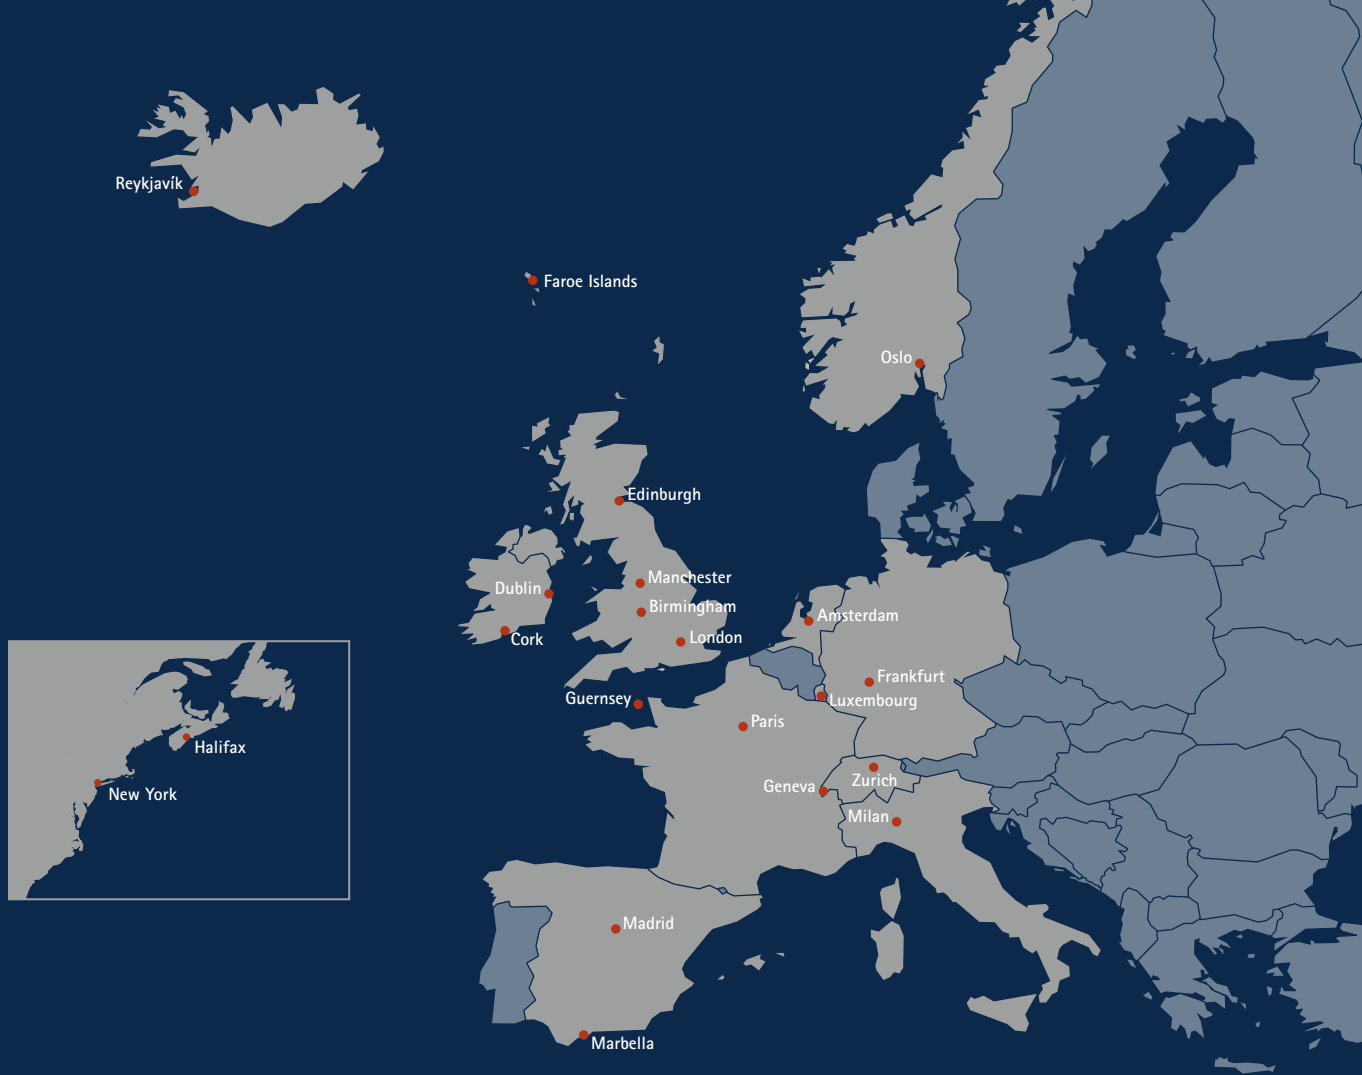 Reykjavík
Faroe Islands
Oslo
Edinburgh
Manchester
Dublin
Birmingham
Amsterdam
Cork
London
Frankfurt
Guernsey
Luxembourg
Paris
Halifax
Zurich
Geneva
New York
Milan
Madrid
Marbella